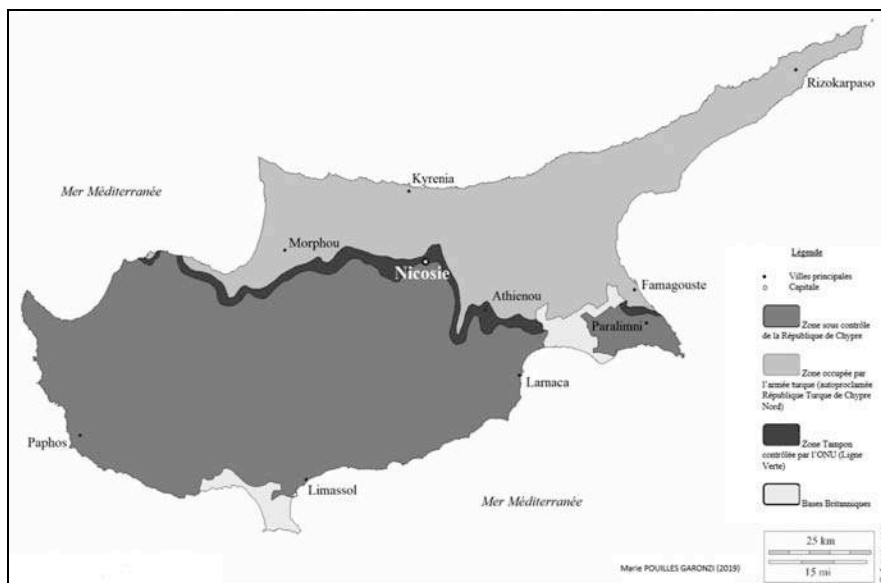 Rizokarpaso
Kyrenia
Mer Méditerranée
Morphou
Nicosie
Famagouste
Athienou
Paralimni
Larnaca
Paphos
Limassol
Mer Méditerranée
Légende
Villes principales
Capitale
Zone sous contrôle
de la République de Chypre
Zone occupée par
l'armée turque (autoproclamée
République Turque de Chypre
Nord)
Zone Tampon
contrôlée par l'ONU (Ligne
Verte)
Bases Britanniques
25 km
15 mi
Marie POUILLES GARONZI (2019)